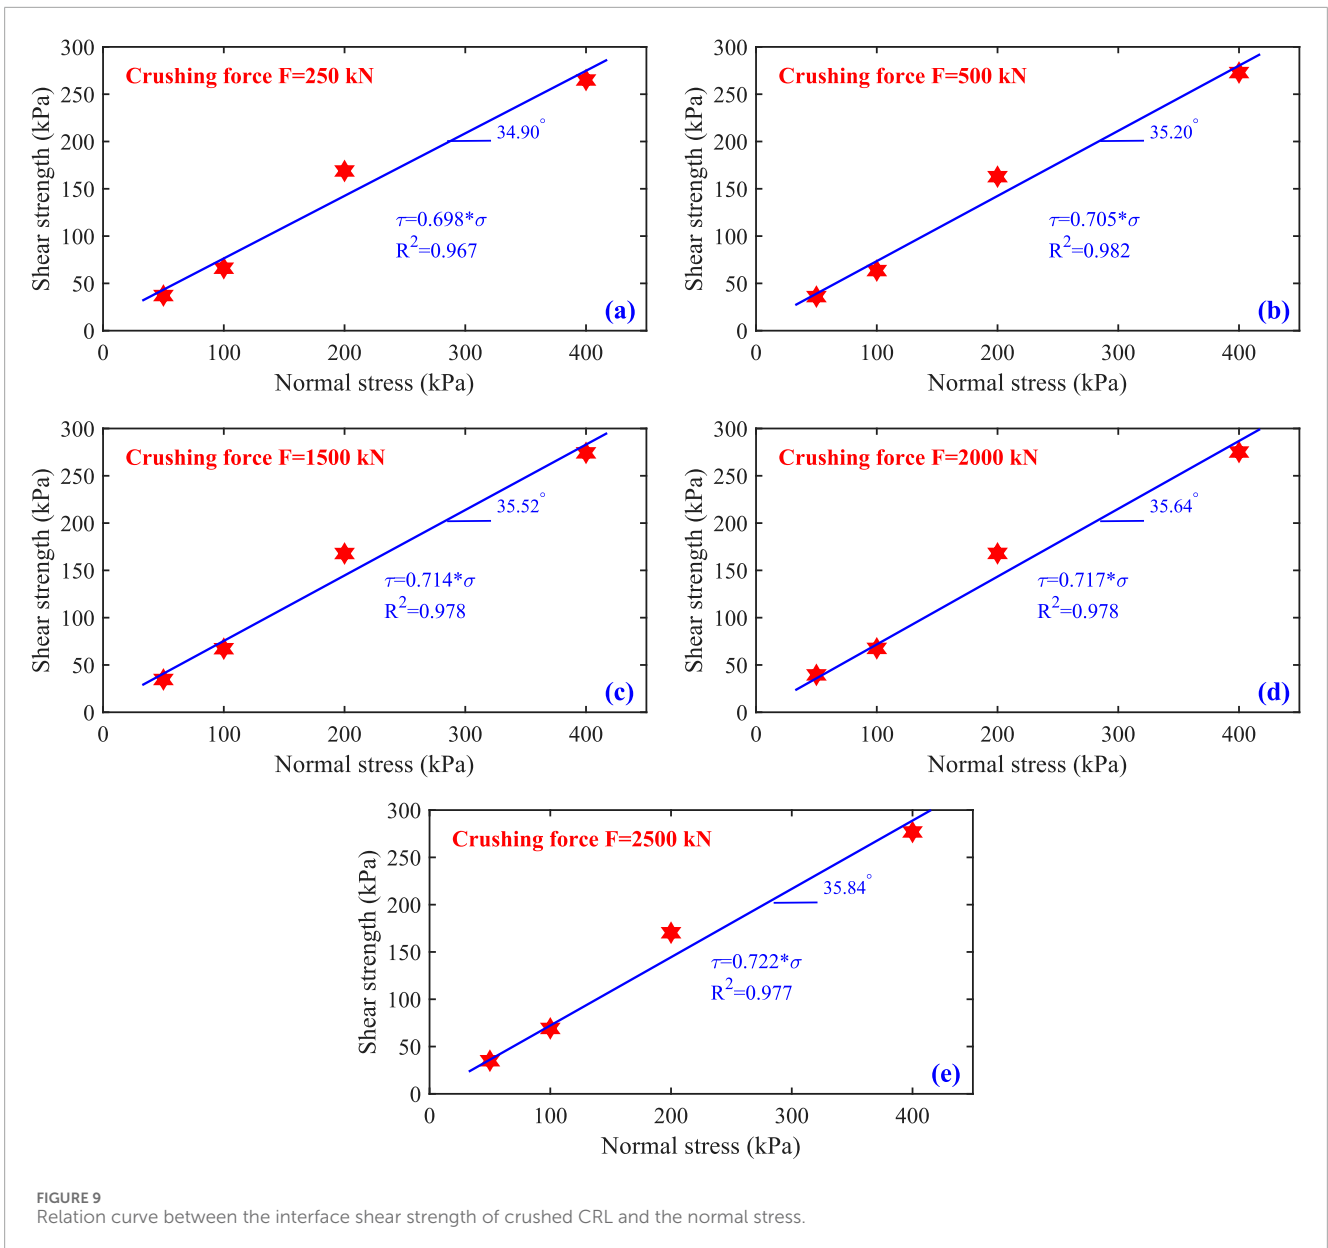 300
250
200
150
100
50
0
Shear strength (kPa)
Crushing force F=250 kN
34.90°
τ=0.698*σ
R²=0.967
(a)
0 100 200 300 400
Normal stress (kPa)
300
250
200
150
100
50
0
Shear strength (kPa)
Crushing force F=500 kN
35.20°
τ=0.705*σ
R²=0.982
(b)
0 100 200 300 400
Normal stress (kPa)
300
250
200
150
100
50
0
Shear strength (kPa)
Crushing force F=1500 kN
35.52°
τ=0.714*σ
R²=0.978
(c)
0 100 200 300 400
Normal stress (kPa)
300
250
200
150
100
50
0
Shear strength (kPa)
Crushing force F=2000 kN
35.64°
τ=0.717*σ
R²=0.978
(d)
0 100 200 300 400
Normal stress (kPa)
300
250
200
150
100
50
0
Shear strength (kPa)
Crushing force F=2500 kN
35.84°
τ=0.722*σ
R²=0.977
(e)
0 100 200 300 400
Normal stress (kPa)
FIGURE 9
Relation curve between the interface shear strength of crushed CRL and the normal stress.